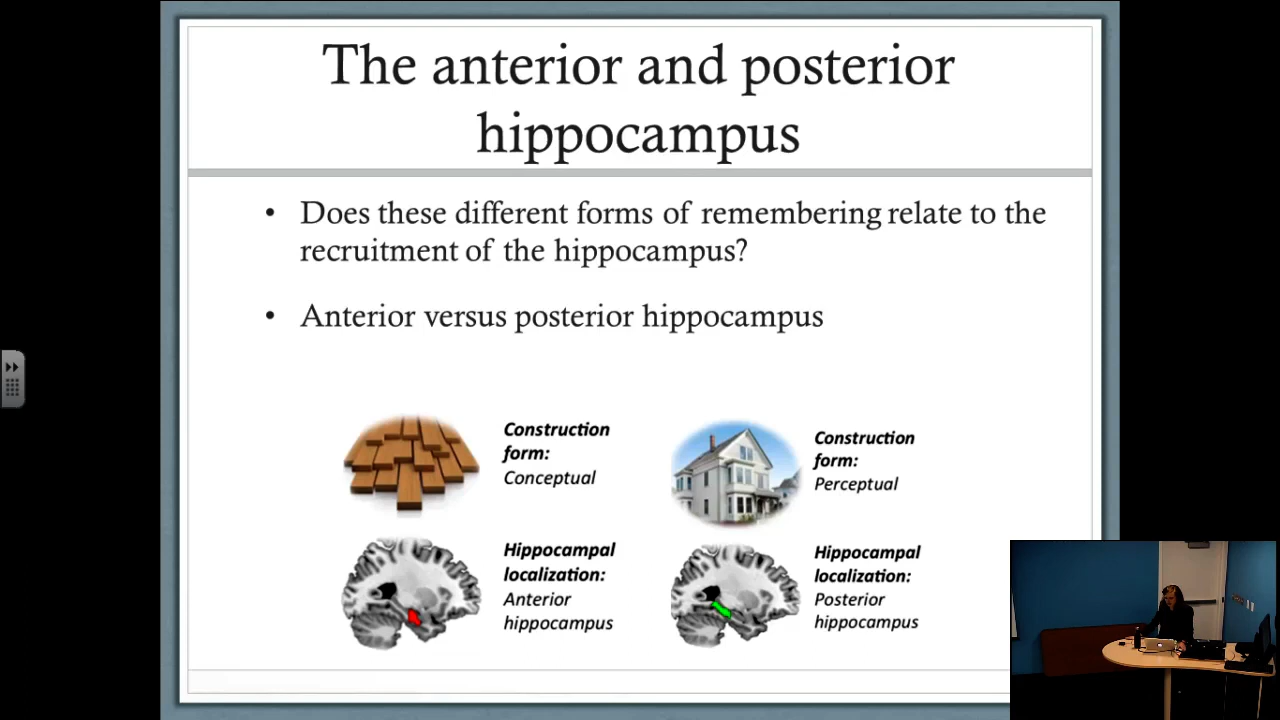 The anterior and posterior
hippocampus
• Does these different forms of remembering relate to the
recruitment of the hippocampus?
• Anterior versus posterior hippocampus
Construction
form:
Conceptual
Construction
form:
Perceptual
Hippocampal
localization:
Anterior
hippocampus
Hippocampal
localization:
Posterior
hippocampus